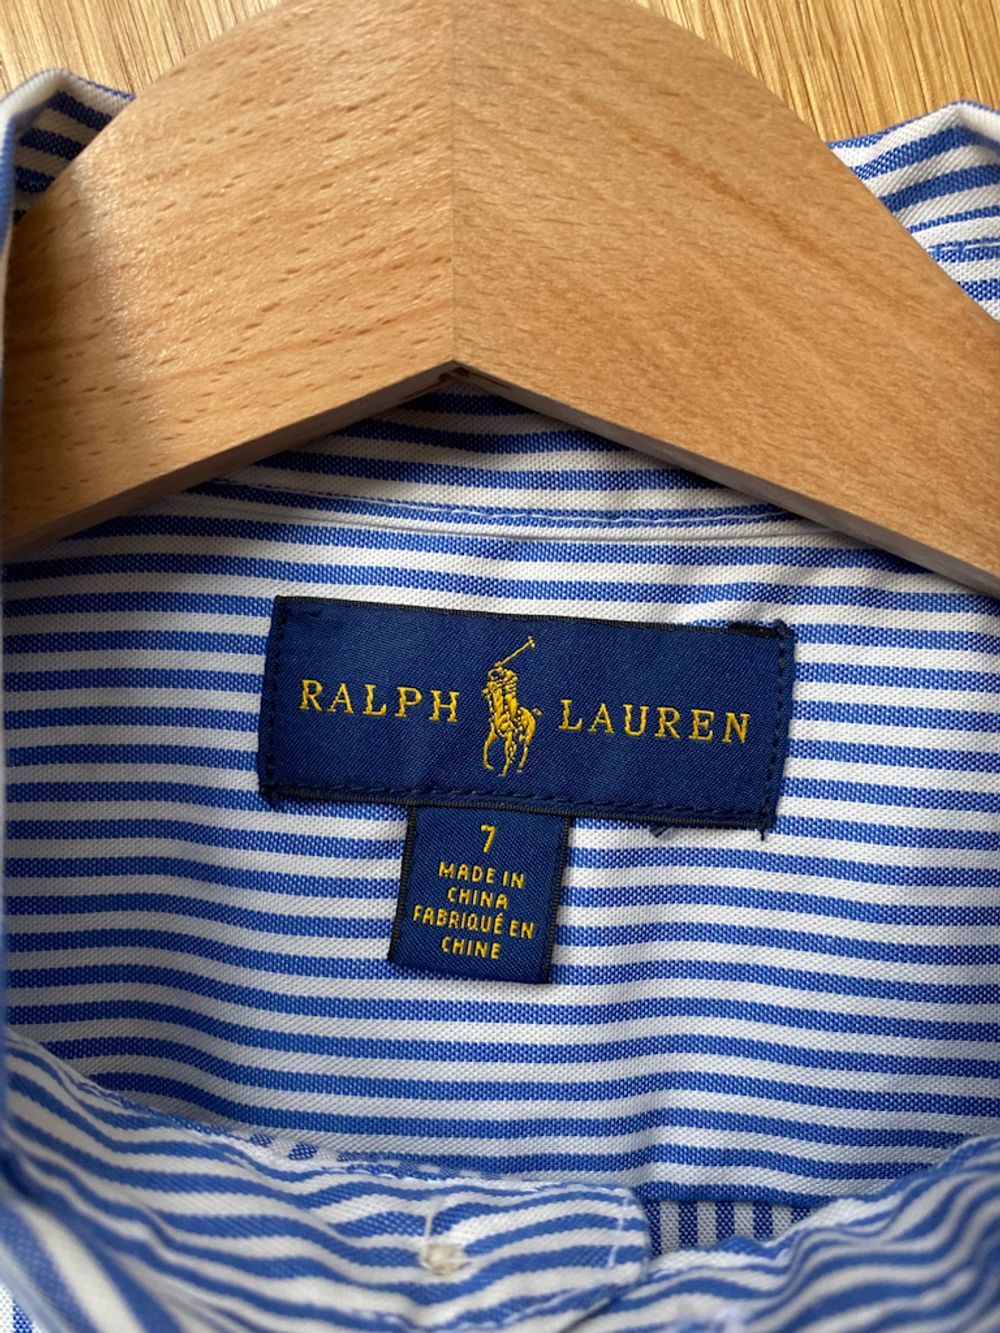 RALPH LAUREN
7
MADE IN
CHINA
FABRIQUÉ EN
CHINE